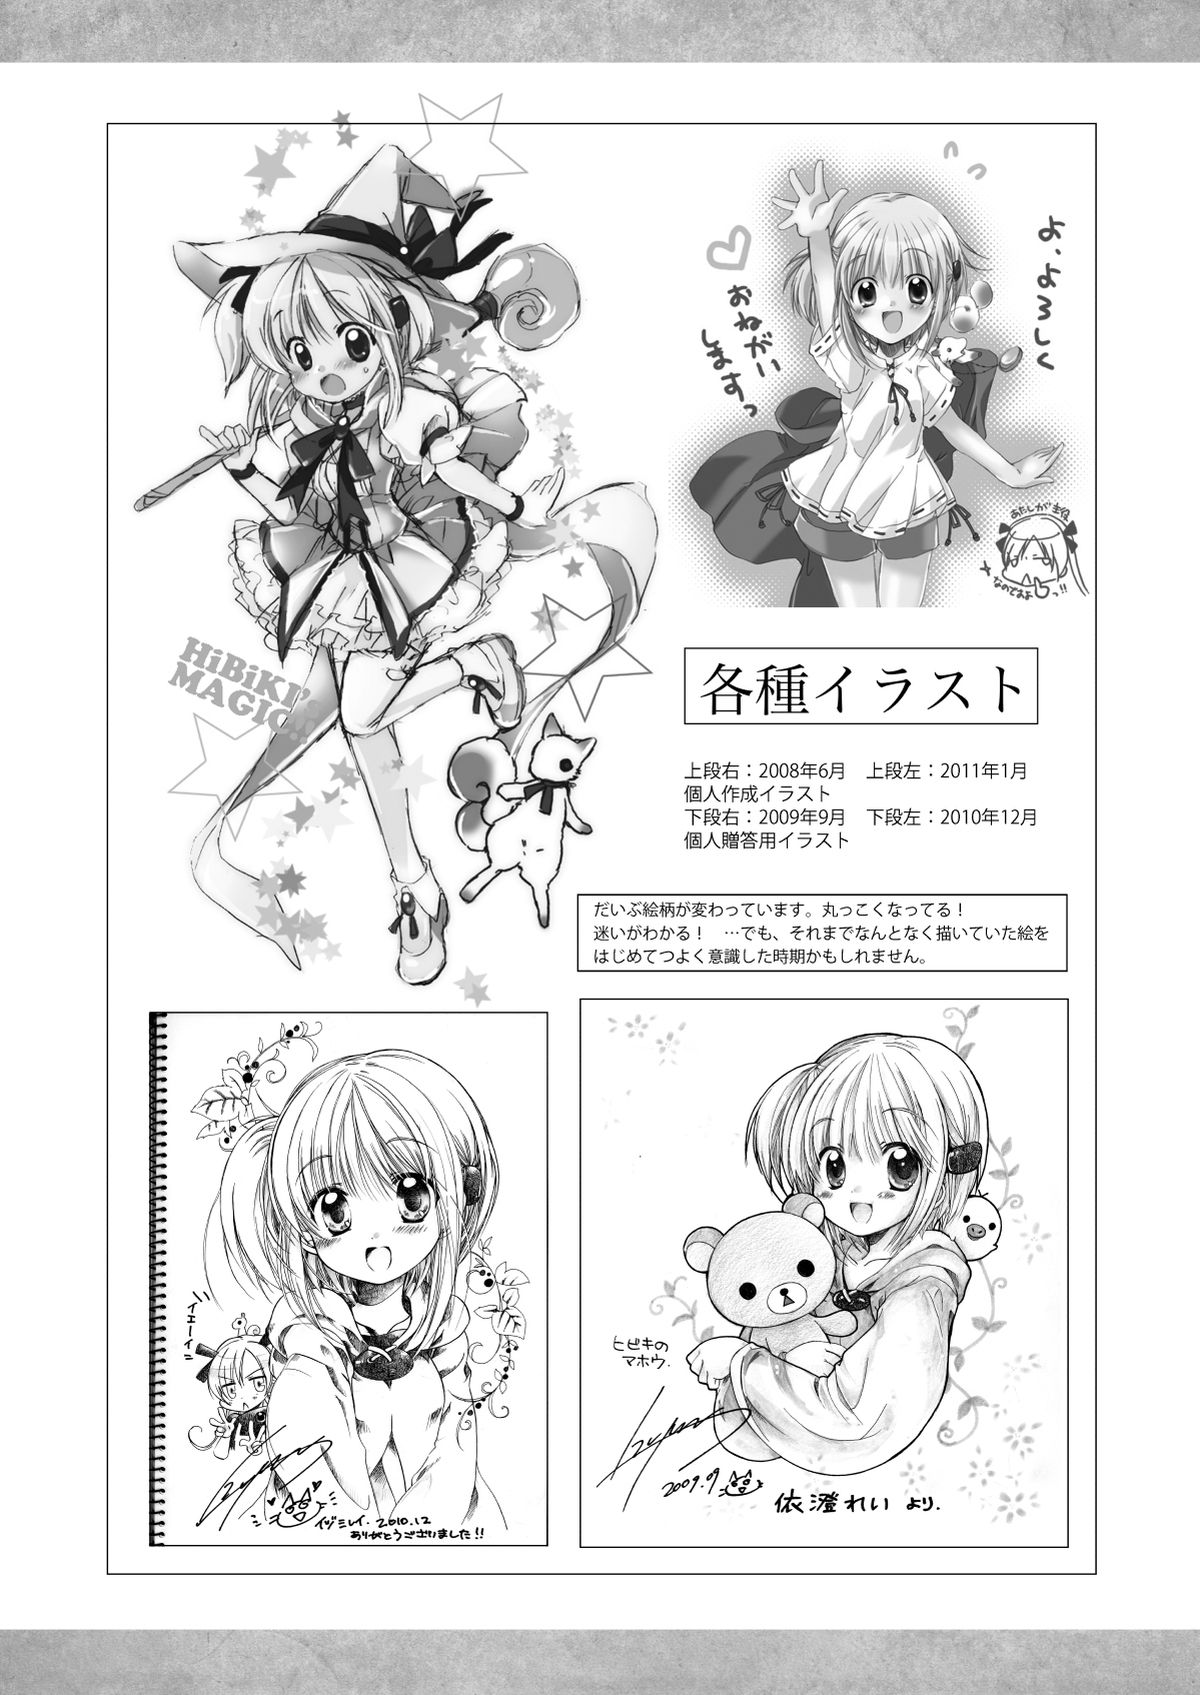 よ、よろしく
おねがい
しますっ
あたしが主役
なのですよっ!!
HiBiKi's
MAGIC
各種イラスト
上段右：2008年6月　上段左：2011年1月
個人作成イラスト
下段右：2009年9月　下段左：2010年12月
個人贈答用イラスト
だいぶ絵柄が変わっています。丸っこくなってる！
迷いがわかる！　…でも、それまでなんとなく描いていた絵を
はじめてつよく意識した時期かもしれません。
イエーイ
イヅミレイ. 2010.12
ありがとうございました!!
ヒビキの
マホウ.
2009.09
依澄れい より.